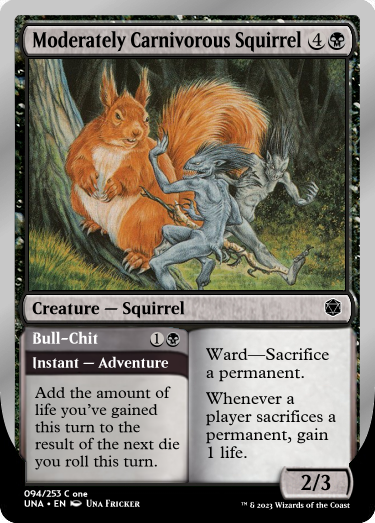 Moderately Carnivorous Squirrel 4
Creature — Squirrel
Bull-Chit 1
Instant — Adventure
Add the amount of
life you've gained
this turn to the
result of the next die
you roll this turn.
Ward—Sacrifice
a permanent.
Whenever a
player sacrifices a
permanent, gain
1 life.
2/3
094/253 C one
UNA • EN Una Fricker
™ & © 2023 Wizards of the Coast